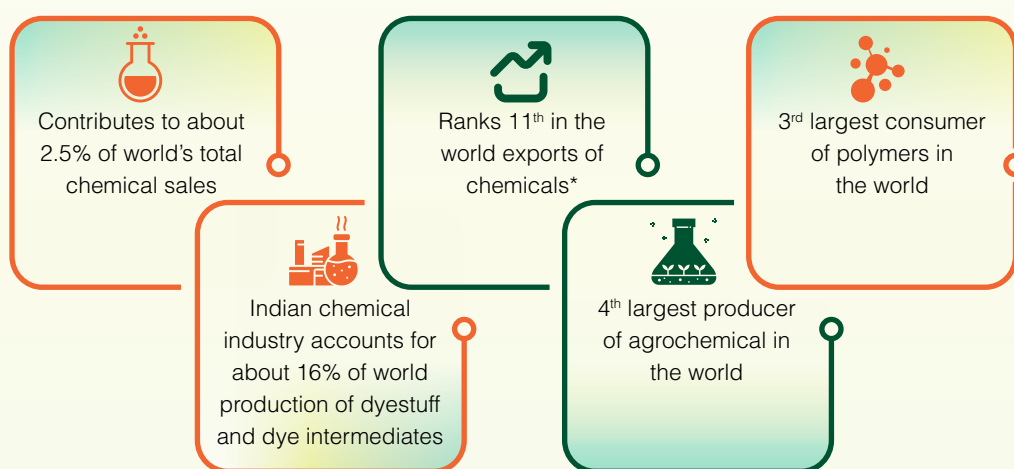 Contributes to about
2.5% of world's total
chemical sales
Indian chemical
industry accounts for
about 16% of world
production of dyestuff
and dye intermediates
Ranks 11th in the
world exports of
chemicals*
4th largest producer
of agrochemical in
the world
3rd largest consumer
of polymers in
the world